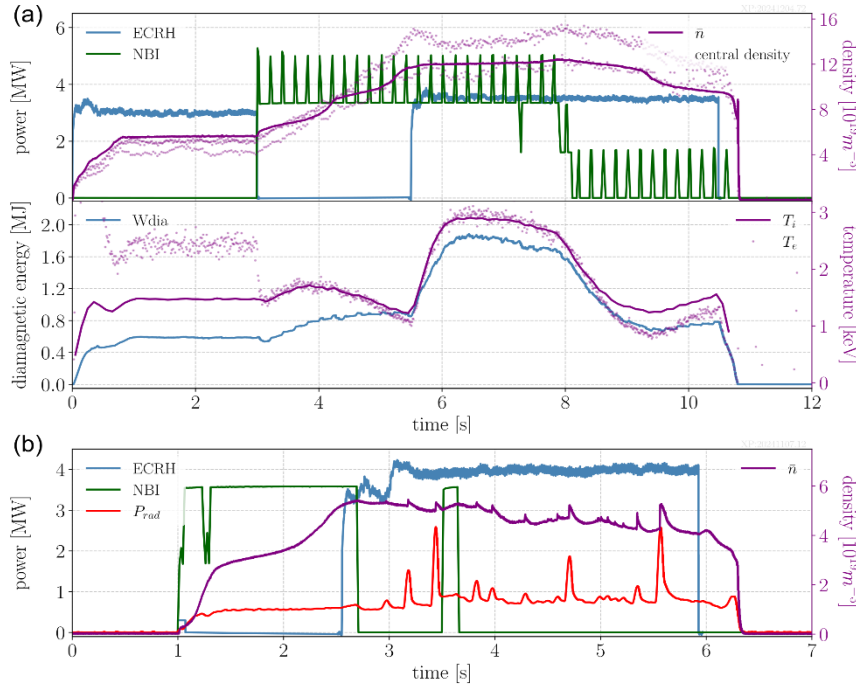 (a)
ECRH
NBI
n̄
central density
power [MW]
6
4
2
0
density [10¹⁹m⁻³]
16
12
8
4
0
Wdia
T_i
T_e
diamagnetic energy [MJ]
2.0
1.6
1.2
0.8
0.4
0.0
temperature [keV]
3
2
1
0
0 2 4 6 8 10 12
time [s]
(b)
ECRH
NBI
P_rad
n̄
power [MW]
4
3
2
1
0
density [10¹⁹m⁻³]
6
4
2
0
0 1 2 3 4 5 6 7
time [s]